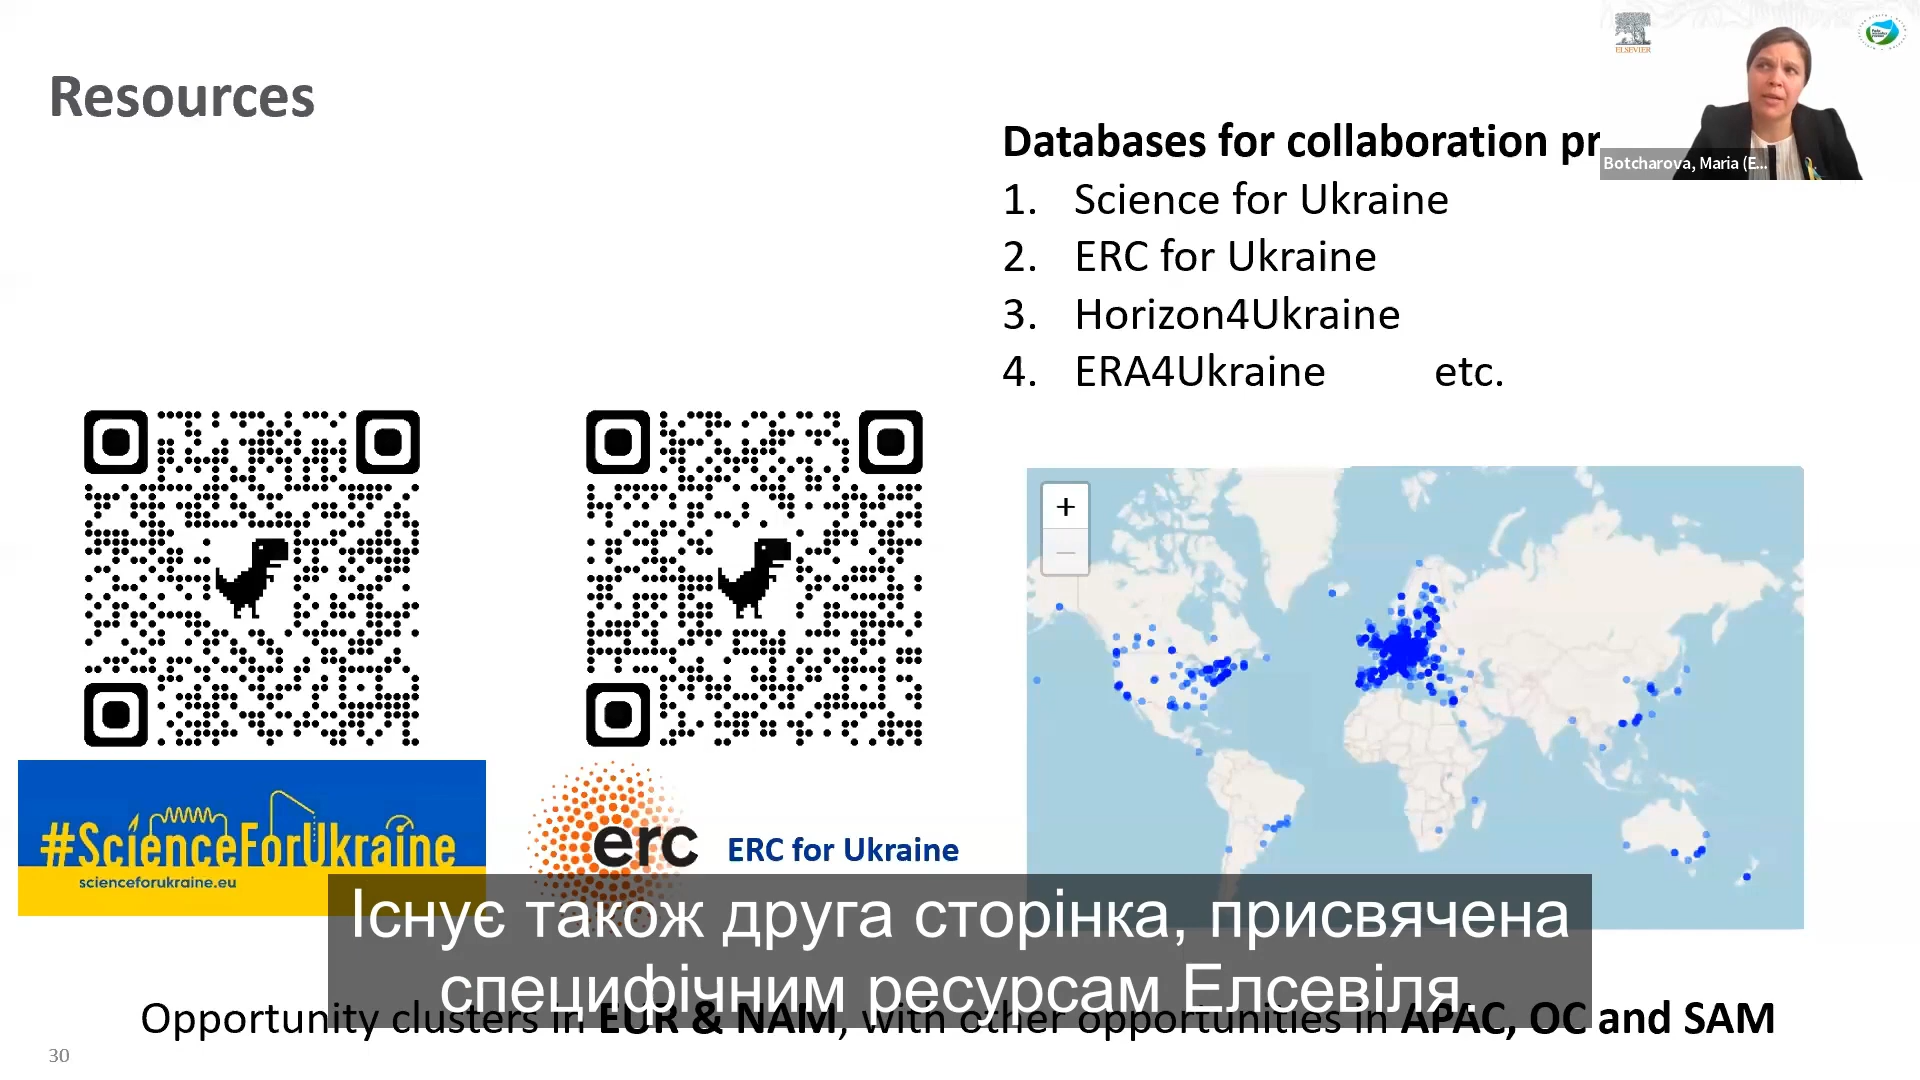 ELSEVIER
Resources
Botcharova, Maria (E...
Databases for collaboration pr
1. Science for Ukraine
2. ERC for Ukraine
3. Horizon4Ukraine
4. ERA4Ukraine etc.
+
−
#ScienceForUkraine
scienceforukraine.eu
erc
ERC for Ukraine
Існує також друга сторінка, присвячена
специфічним ресурсам Елсевіля.
Opportunity clusters in EUR & NAM, with other opportunities in APAC, OC and SAM
30